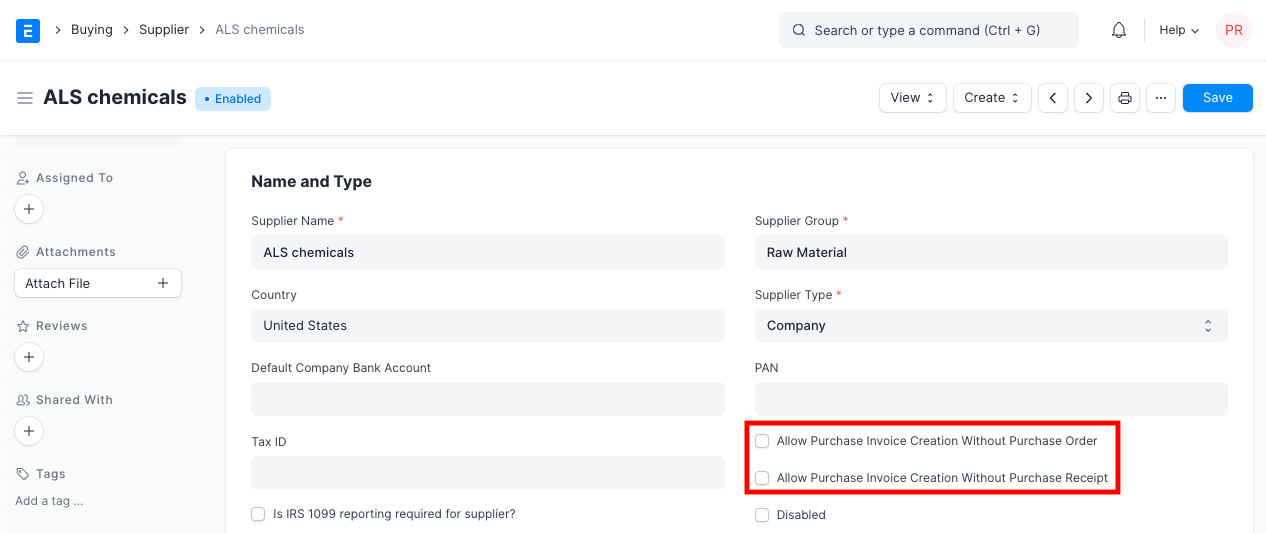 E > Buying > Supplier > ALS chemicals
Search or type a command (Ctrl + G)
Help
PR
ALS chemicals
• Enabled
View
Create
...
Save
Assigned To
+
Attachments
Attach File +
Reviews
+
Shared With
+
Tags
Add a tag ...
Name and Type
Supplier Name *
ALS chemicals
Supplier Group *
Raw Material
Country
United States
Supplier Type *
Company
Default Company Bank Account
PAN
Tax ID
Allow Purchase Invoice Creation Without Purchase Order
Allow Purchase Invoice Creation Without Purchase Receipt
Is IRS 1099 reporting required for supplier?
Disabled